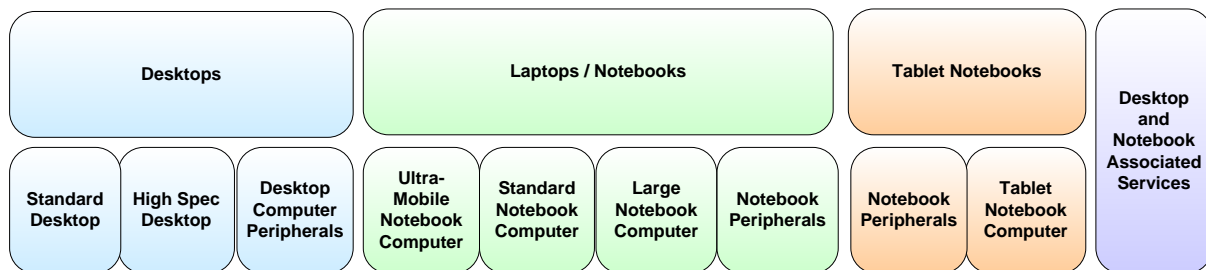 Desktops
Laptops / Notebooks
Tablet Notebooks
Desktop
and
Notebook
Associated
Services
Standard
Desktop
High Spec
Desktop
Desktop
Computer
Peripherals
Ultra-
Mobile
Notebook
Computer
Standard
Notebook
Computer
Large
Notebook
Computer
Notebook
Peripherals
Notebook
Peripherals
Tablet
Notebook
Computer